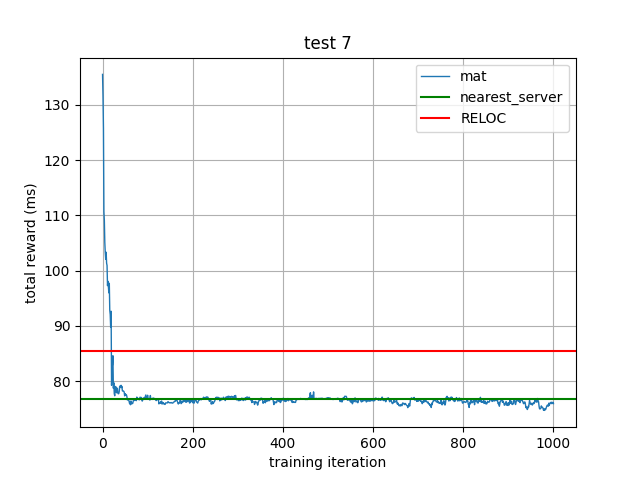 test 7
mat
nearest_server
RELOC
total reward (ms)
130
120
110
100
90
80
0
200
400
600
800
1000
training iteration